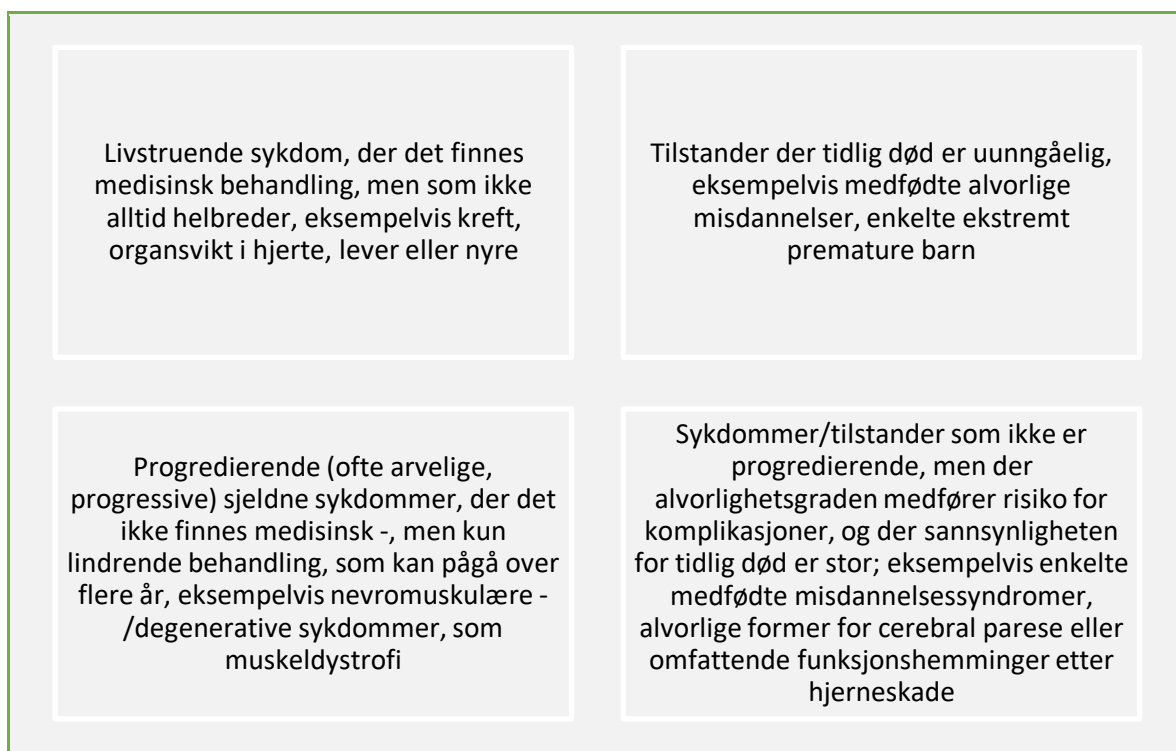 Livstruende sykdom, der det finnes
medisinsk behandling, men som ikke
alltid helbreder, eksempelvis kreft,
organsvikt i hjerte, lever eller nyre
Tilstander der tidlig død er uunngåelig,
eksempelvis medfødte alvorlige
misdannelser, enkelte ekstremt
premature barn
Progredierende (ofte arvelige,
progressive) sjeldne sykdommer, der det
ikke finnes medisinsk -, men kun
lindrende behandling, som kan pågå over
flere år, eksempelvis nevromuskulære -
/degenerative sykdommer, som
muskeldystrofi
Sykdommer/tilstander som ikke er
progredierende, men der
alvorlighetsgraden medfører risiko for
komplikasjoner, og der sannsynligheten
for tidlig død er stor; eksempelvis enkelte
medfødte misdannelsessyndromer,
alvorlige former for cerebral parese eller
omfattende funksjonshemminger etter
hjerneskade